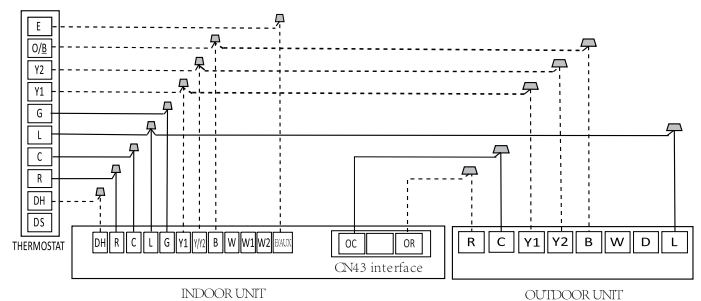 E
O/B
Y2
Y1
G
L
C
R
DH
DS
THERMOSTAT
DH R C L G Y1 Y/Y2 B W W1 W2
OC OR
R C Y1 Y2 B W D L
CN43 interface
INDOOR UNIT
OUTDOOR UNIT